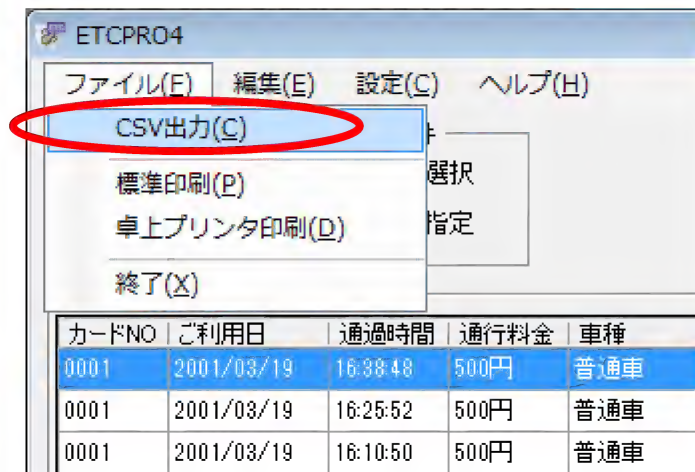 ETCPRO4
ファイル(F) 編集(E) 設定(C) ヘルプ(H)
CSV出力(C)
標準印刷(P)
選択
卓上プリンタ印刷(D)
指定
終了(X)
カードNO ご利用日 通過時間 通行料金 車種
0001 2001/03/19 16:38:48 500円 普通車
0001 2001/03/19 16:25:52 500円 普通車
0001 2001/03/19 16:10:50 500円 普通車